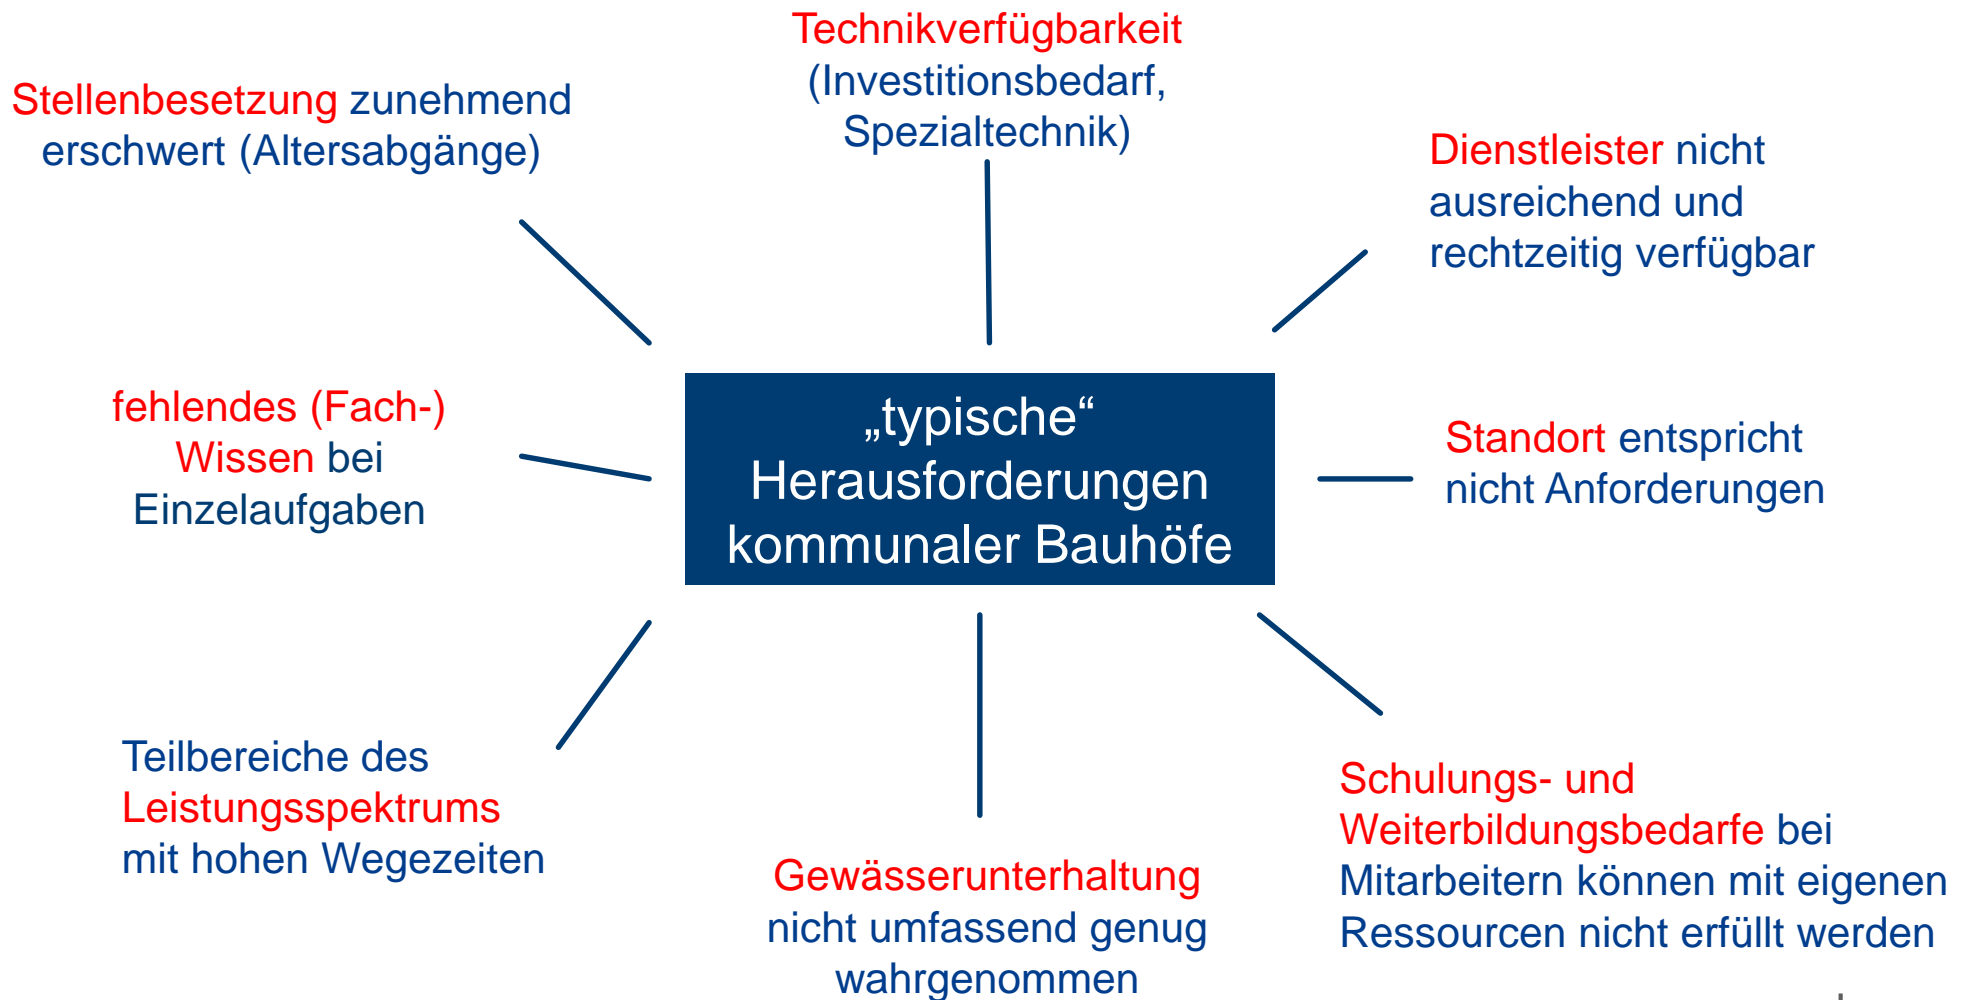 Technikverfügbarkeit
(Investitionsbedarf,
Spezialtechnik)
Stellenbesetzung zunehmend
erschwert (Altersabgänge)
Dienstleister nicht
ausreichend und
rechtzeitig verfügbar
fehlendes (Fach-)
Wissen bei
Einzelaufgaben
„typische“
Herausforderungen
kommunaler Bauhöfe
Standort entspricht
nicht Anforderungen
Teilbereiche des
Leistungsspektrums
mit hohen Wegezeiten
Gewässerunterhaltung
nicht umfassend genug
wahrgenommen
Schulungs- und
Weiterbildungsbedarfe bei
Mitarbeitern können mit eigenen
Ressourcen nicht erfüllt werden